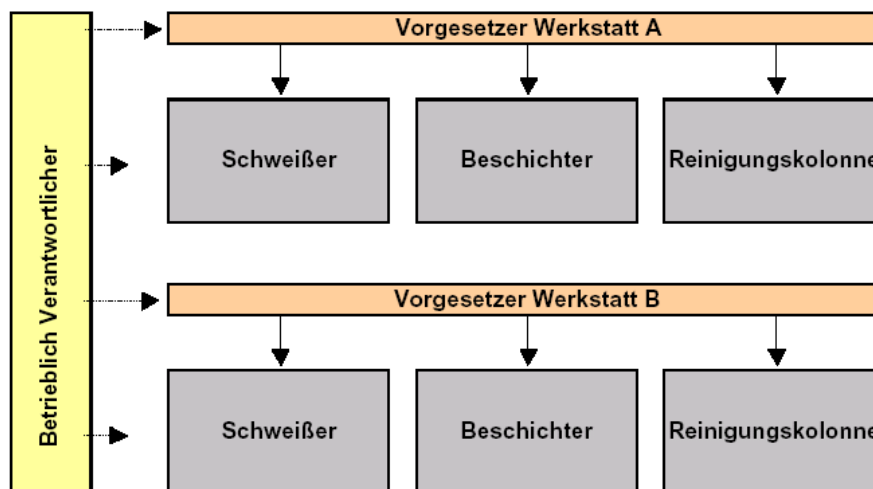 Betrieblich Verantwortlicher
Vorgesetzer Werkstatt A
Schweißer
Beschichter
Reinigungskolonne
Vorgesetzer Werkstatt B
Schweißer
Beschichter
Reinigungskolonne